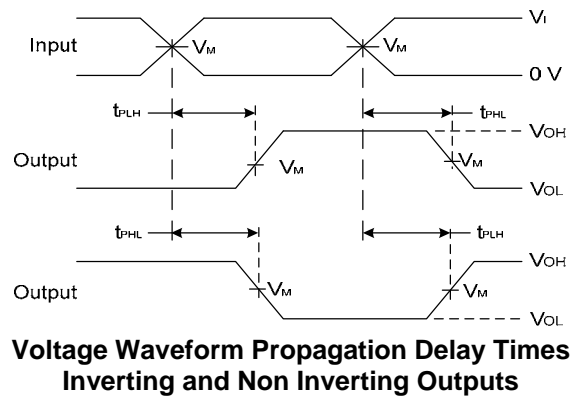 VI
Input VM VM
0 V
tPLH tPHL
VOH
Output VM VM
VOL
tPHL tPLH
VOH
Output VM VM
VOL
Voltage Waveform Propagation Delay Times
Inverting and Non Inverting Outputs